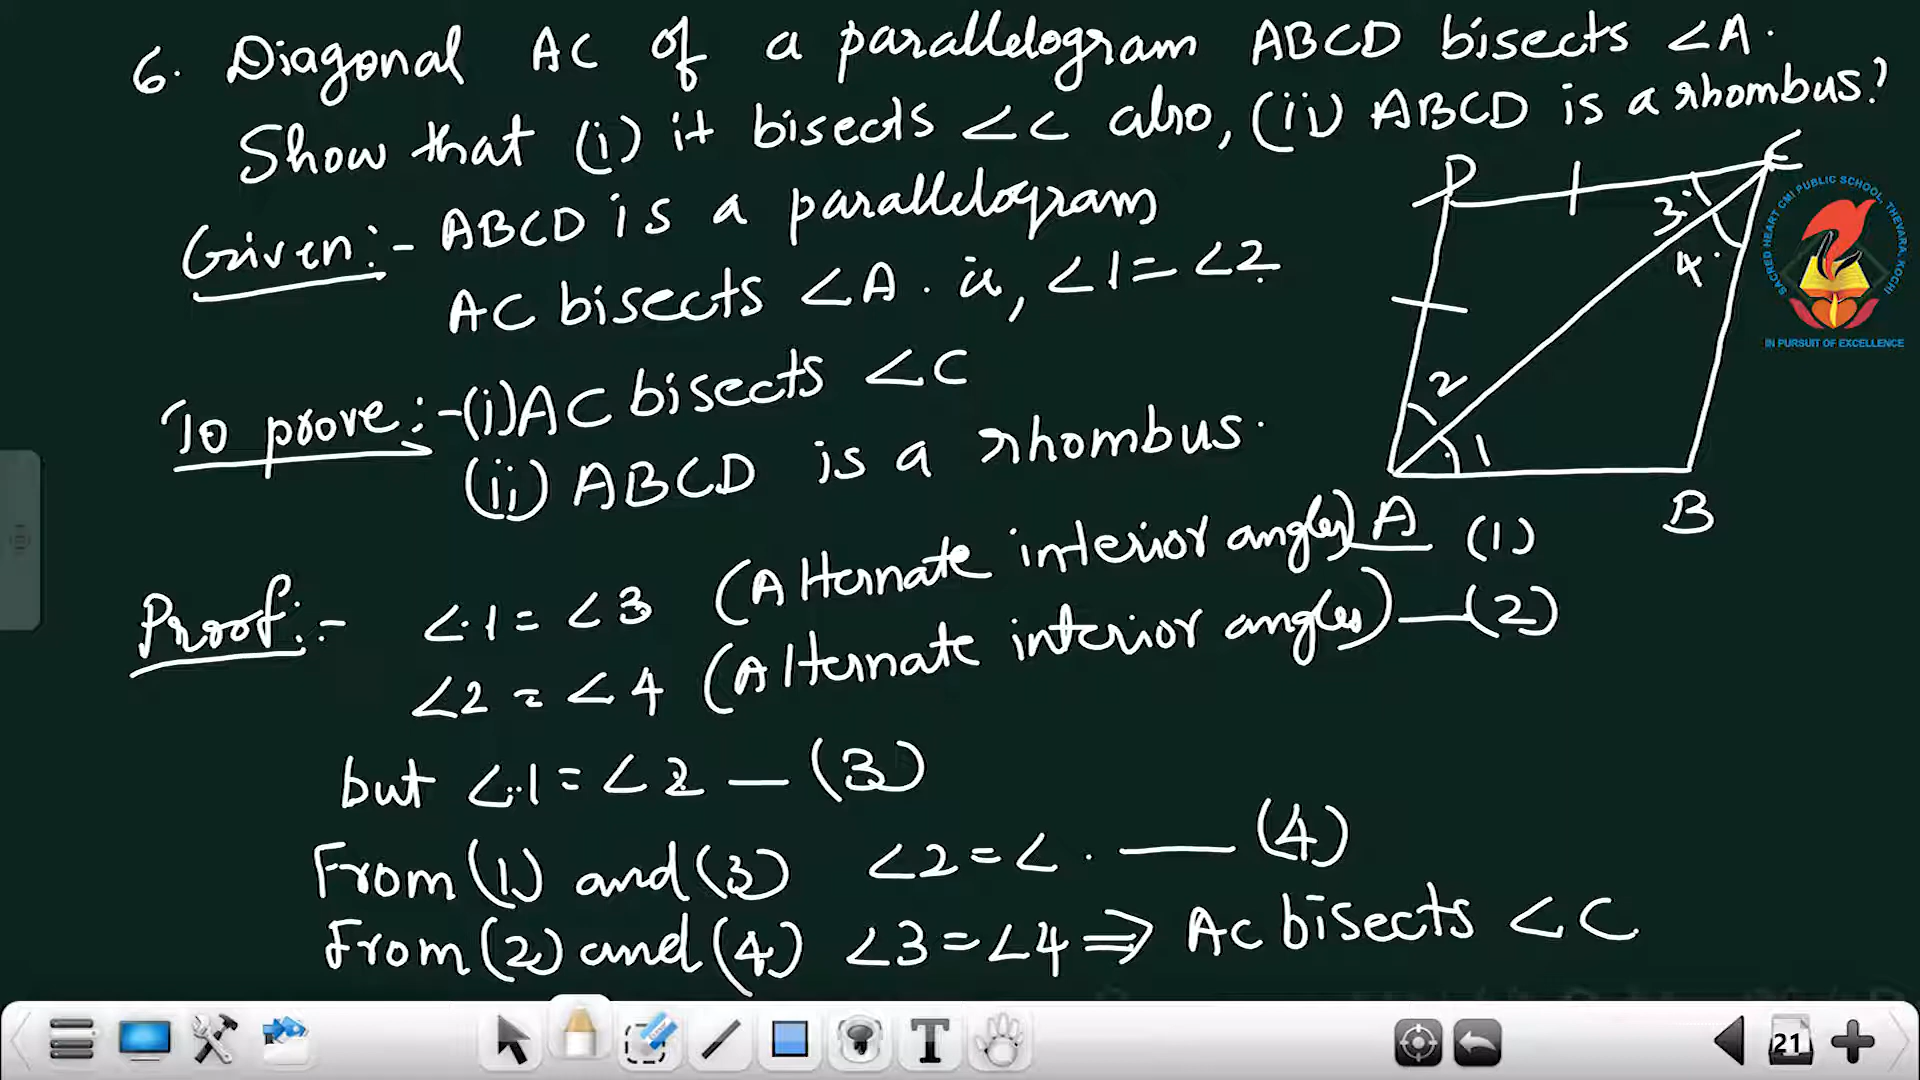 6. Diagonal AC of a parallelogram ABCD bisects ∠A.
Show that (i) it bisects ∠C also, (ii) ABCD is a rhombus?
Given:- ABCD is a parallelogram
AC bisects ∠A. ie, ∠1 = ∠2
To prove:- (i) AC bisects ∠C
(ii) ABCD is a rhombus.
D C
3
4
2
1
A B
SACRED HEART CMI PUBLIC SCHOOL, THEVARA, KOCHI
IN PURSUIT OF EXCELLENCE
Proof:- ∠1 = ∠3 (Alternate interior angles) — (1)
∠2 = ∠4 (Alternate interior angles) — (2)
but ∠1 = ∠2 — (3)
From (1) and (3) ∠2 = ∠ . — (4)
From (2) and (4) ∠3 = ∠4 ⇒ AC bisects ∠C
T
21